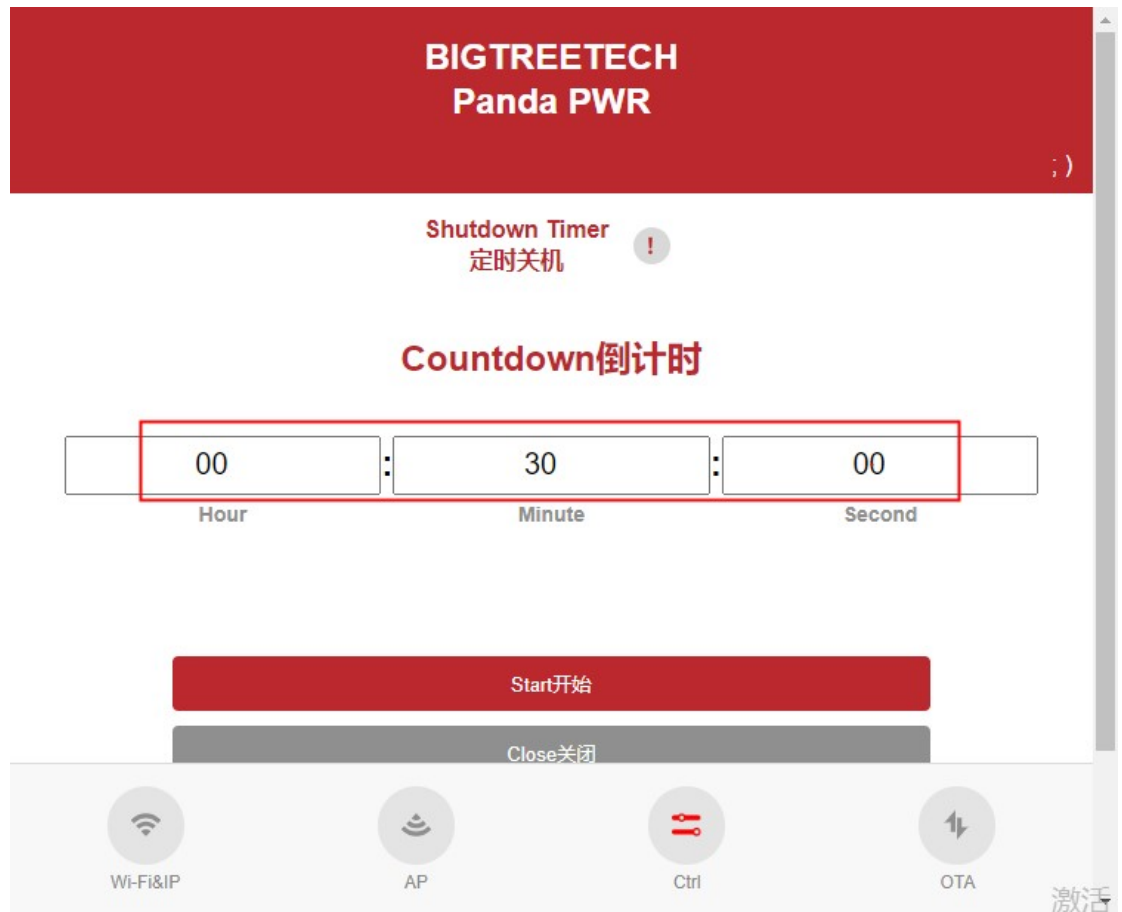 BIGTREETECH
Panda PWR
; )
Shutdown Timer
定时关机
!
Countdown倒计时
00 : 30 : 00
Hour Minute Second
Start开始
Close关闭
Wi-Fi&IP AP Ctrl OTA
激活